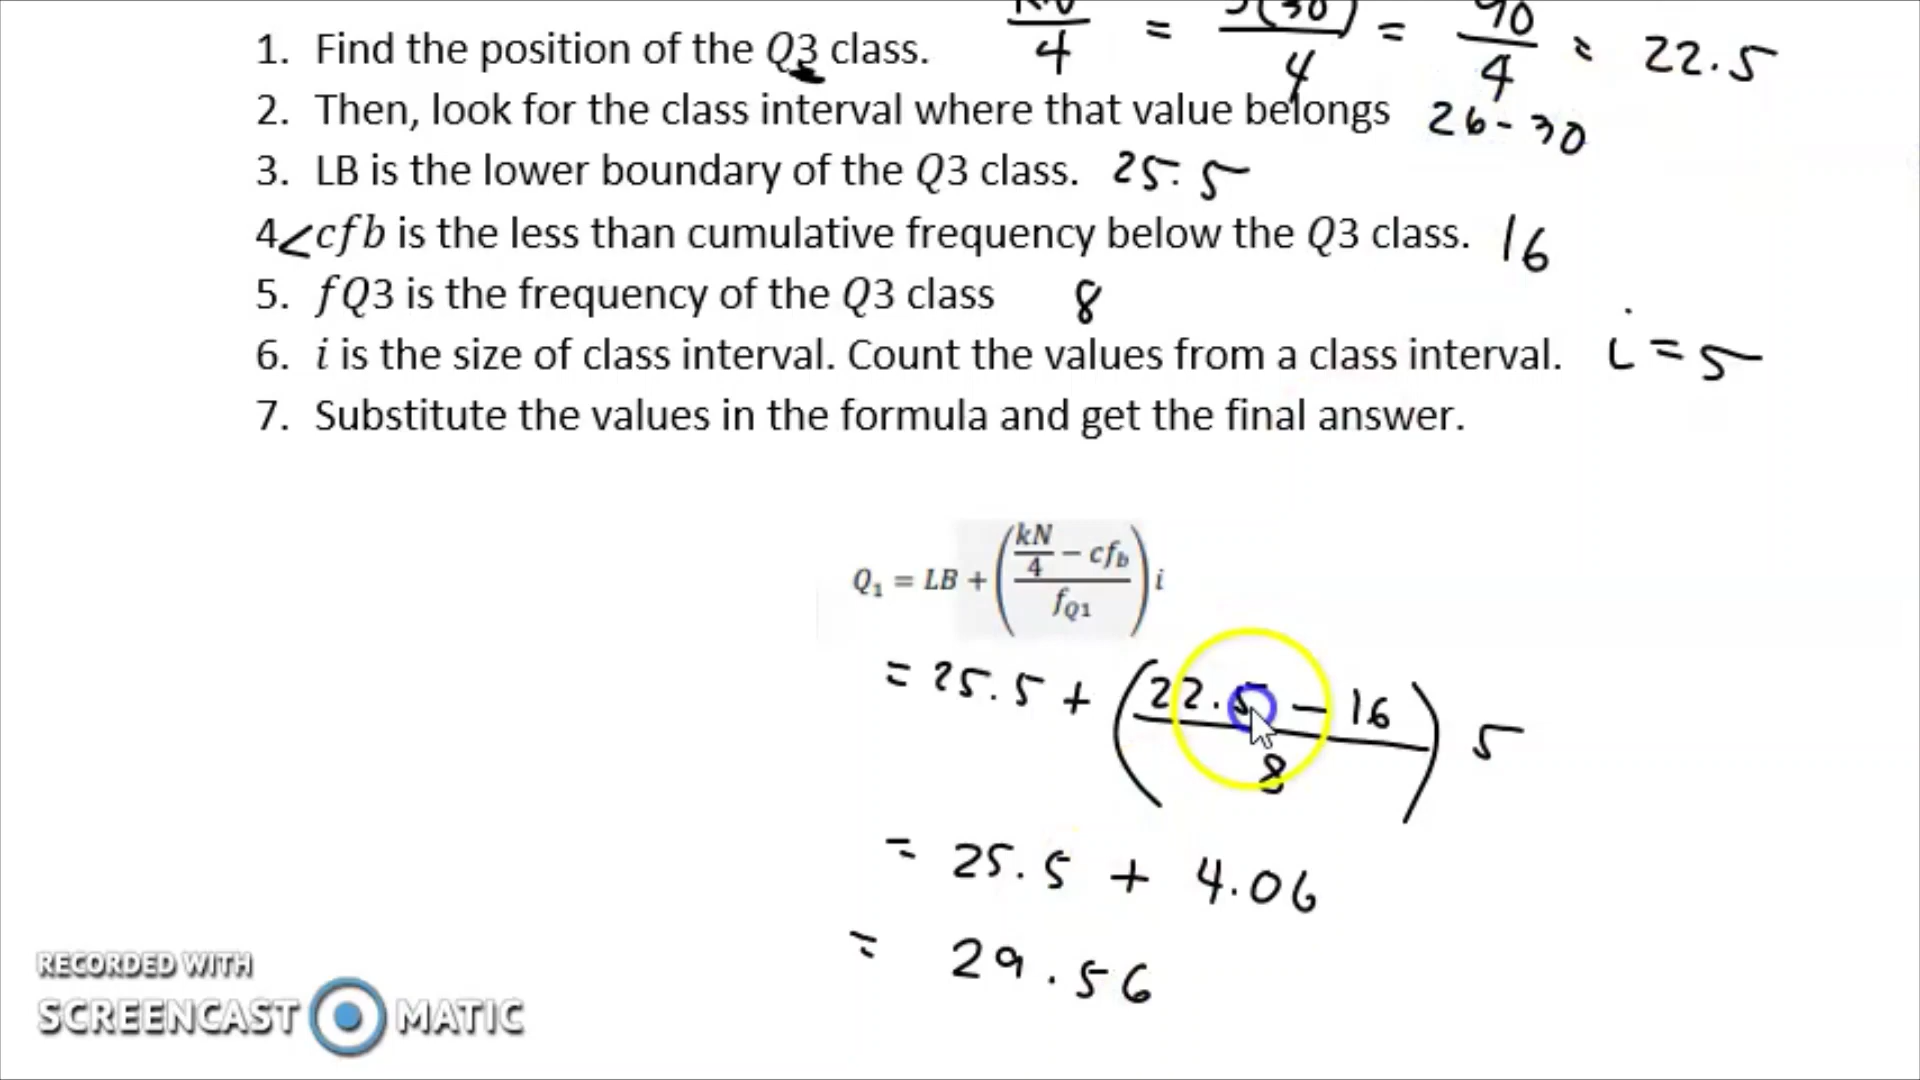 1. Find the position of the Q3 class. 4 = 4 = 4 = 22.5
2. Then, look for the class interval where that value belongs 26-30
3. LB is the lower boundary of the Q3 class. 25.5
4 <cfb is the less than cumulative frequency below the Q3 class. 16
5. fQ3 is the frequency of the Q3 class 8
6. i is the size of class interval. Count the values from a class interval. i = 5
7. Substitute the values in the formula and get the final answer.
Q₁ = LB + (kN/4 − cf_b / f_Q1) i
= 25.5 + (22.5 − 16 / 8) 5
= 25.5 + 4.06
= 29.56
RECORDED WITH
SCREENCAST MATIC